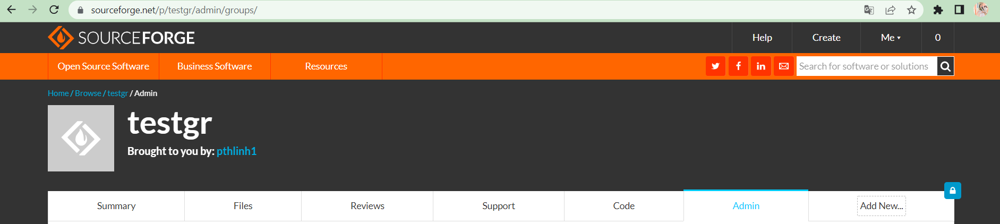 sourceforge.net/p/testgr/admin/groups/
SOURCEFORGE
Help
Create
Me
0
Open Source Software
Business Software
Resources
Search for software or solutions
Home / Browse / testgr / Admin
testgr
Brought to you by: pthlinh1
Summary
Files
Reviews
Support
Code
Admin
Add New...